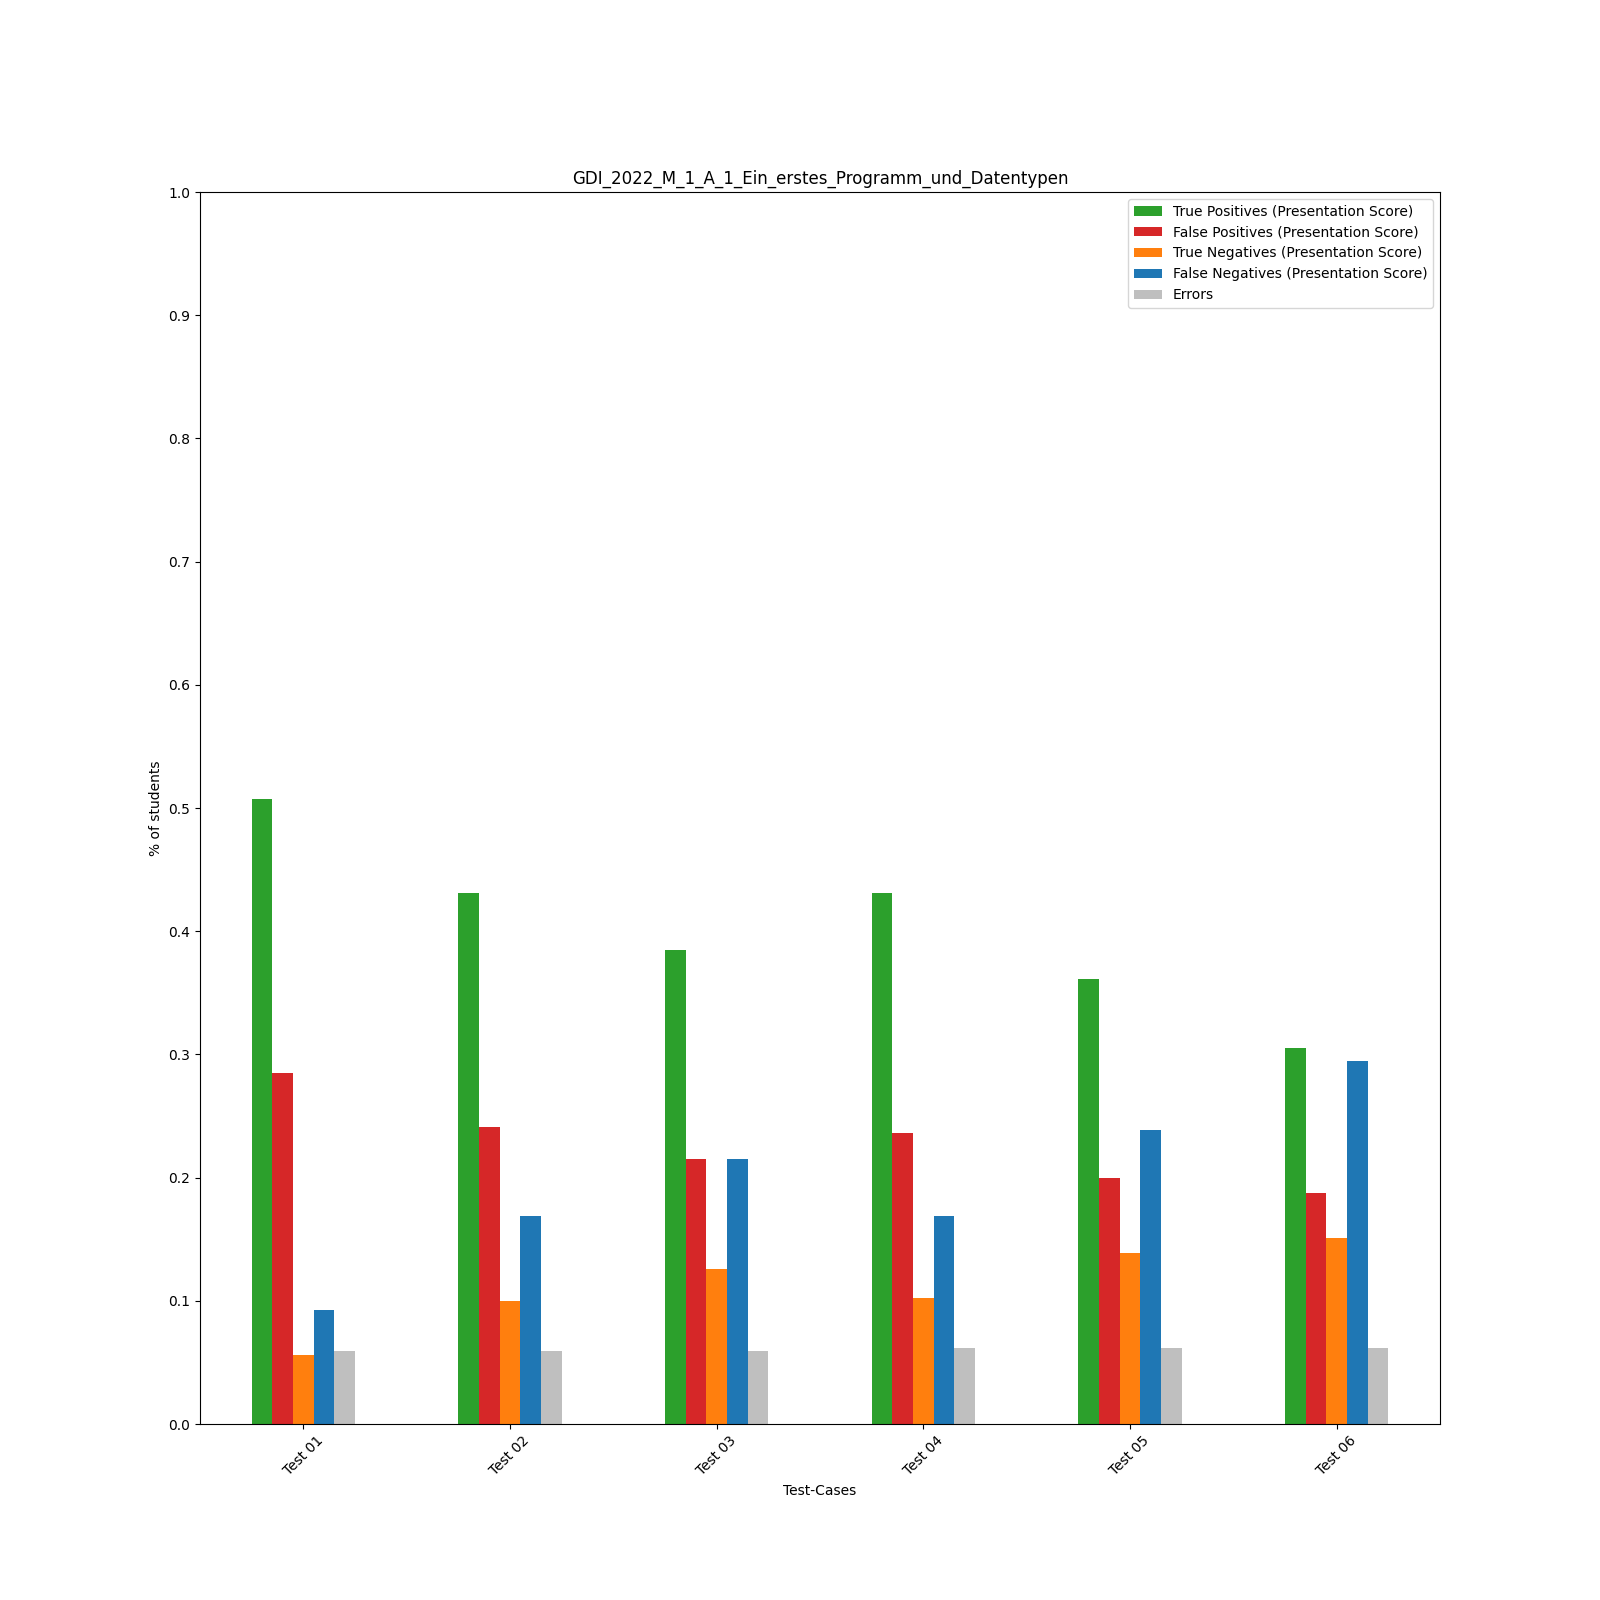 GDI_2022_M_1_A_1_Ein_erstes_Programm_und_Datentypen
True Positives (Presentation Score)
False Positives (Presentation Score)
True Negatives (Presentation Score)
False Negatives (Presentation Score)
Errors
1.0
0.9
0.8
0.7
0.6
0.5
0.4
0.3
0.2
0.1
0.0
% of students
Test 01
Test 02
Test 03
Test 04
Test 05
Test 06
Test-Cases